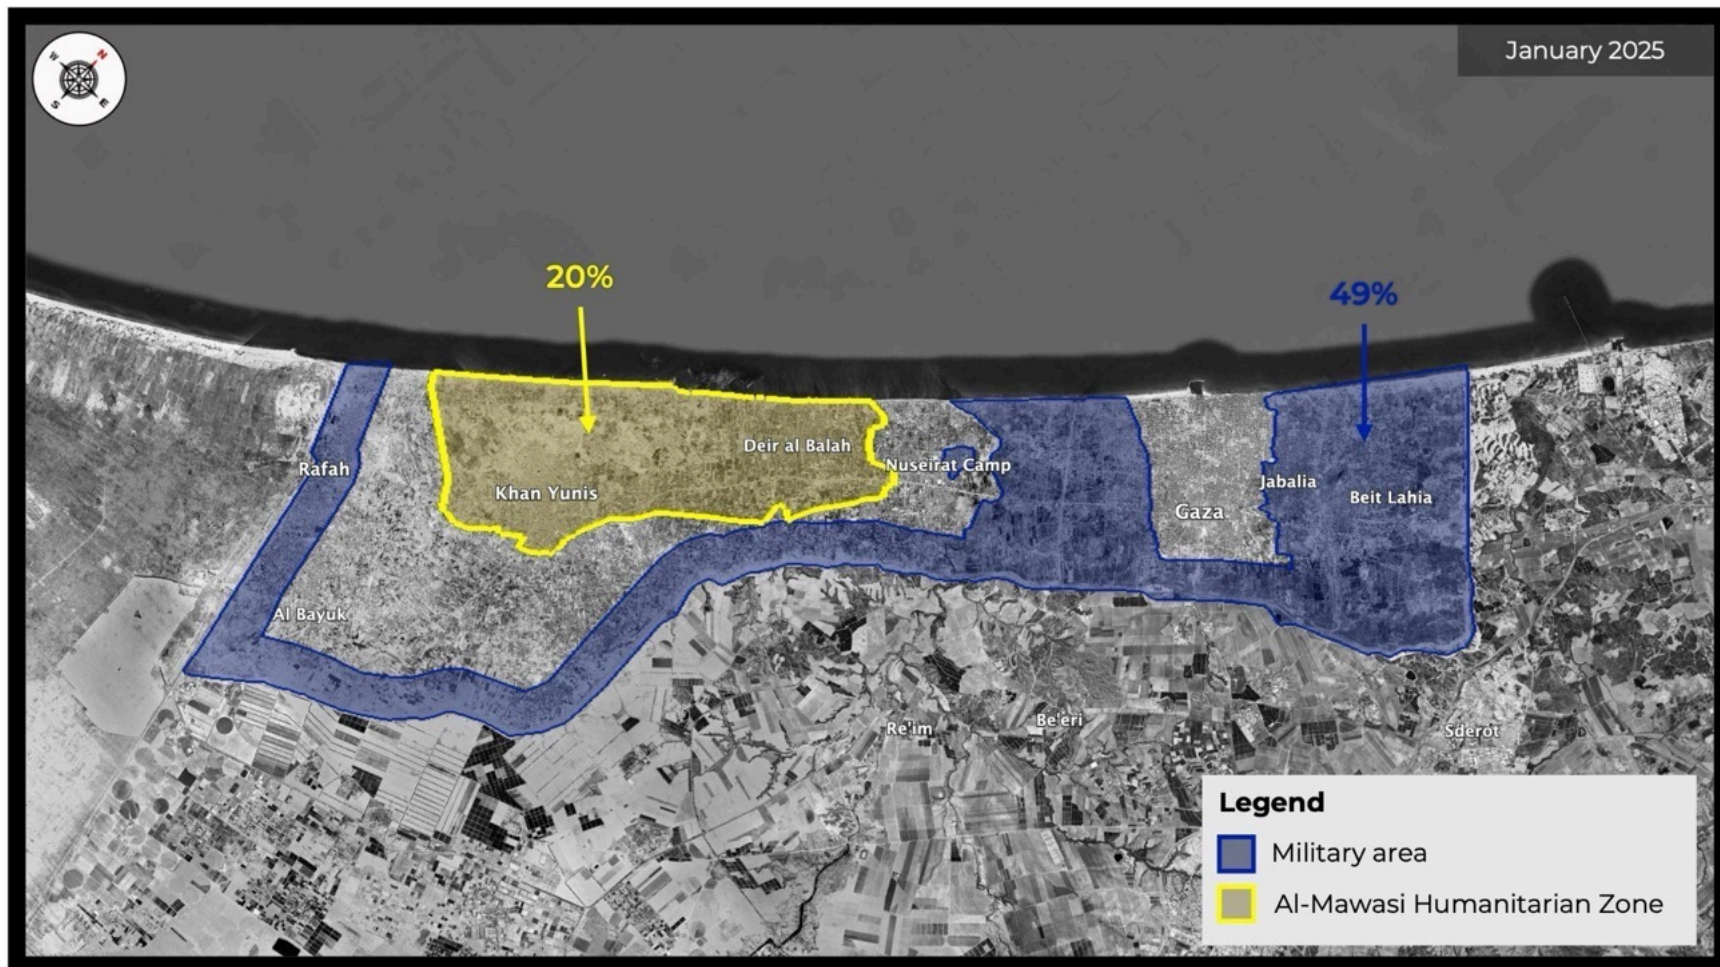 January 2025
W
N
S
E
20%
49%
Deir al Balah
Nuseirat Camp
Rafah
Khan Yunis
Jabalia
Beit Lahia
Gaza
Al Bayuk
Re'im
Be'eri
Sderot
Legend
Military area
Al-Mawasi Humanitarian Zone